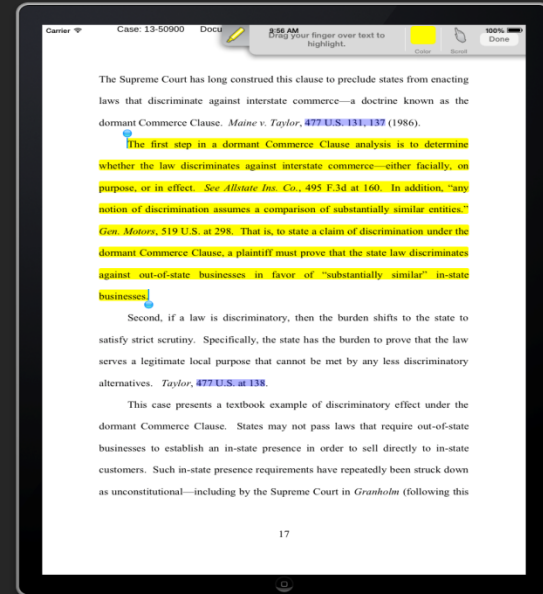 Carrier
Case: 13-50900 Docu
9:56 AM
Drag your finger over text to
highlight.
Color
Scroll
100%
Done
The Supreme Court has long construed this clause to preclude states from enacting
laws that discriminate against interstate commerce—a doctrine known as the
dormant Commerce Clause. Maine v. Taylor, 477 U.S. 131, 137 (1986).
The first step in a dormant Commerce Clause analysis is to determine
whether the law discriminates against interstate commerce—either facially, on
purpose, or in effect. See Allstate Ins. Co., 495 F.3d at 160. In addition, “any
notion of discrimination assumes a comparison of substantially similar entities.”
Gen. Motors, 519 U.S. at 298. That is, to state a claim of discrimination under the
dormant Commerce Clause, a plaintiff must prove that the state law discriminates
against out-of-state businesses in favor of “substantially similar” in-state
businesses.
Second, if a law is discriminatory, then the burden shifts to the state to
satisfy strict scrutiny. Specifically, the state has the burden to prove that the law
serves a legitimate local purpose that cannot be met by any less discriminatory
alternatives. Taylor, 477 U.S. at 138.
This case presents a textbook example of discriminatory effect under the
dormant Commerce Clause. States may not pass laws that require out-of-state
businesses to establish an in-state presence in order to sell directly to in-state
customers. Such in-state presence requirements have repeatedly been struck down
as unconstitutional—including by the Supreme Court in Granholm (following this
17